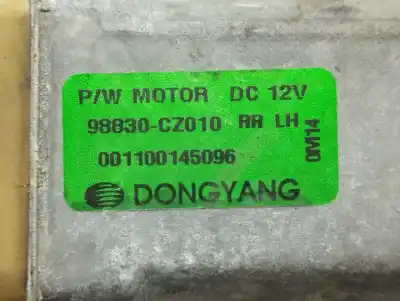 P/W MOTOR DC 12V
98830-CZ010 RR LH
001100145096
0M14
DONGYANG